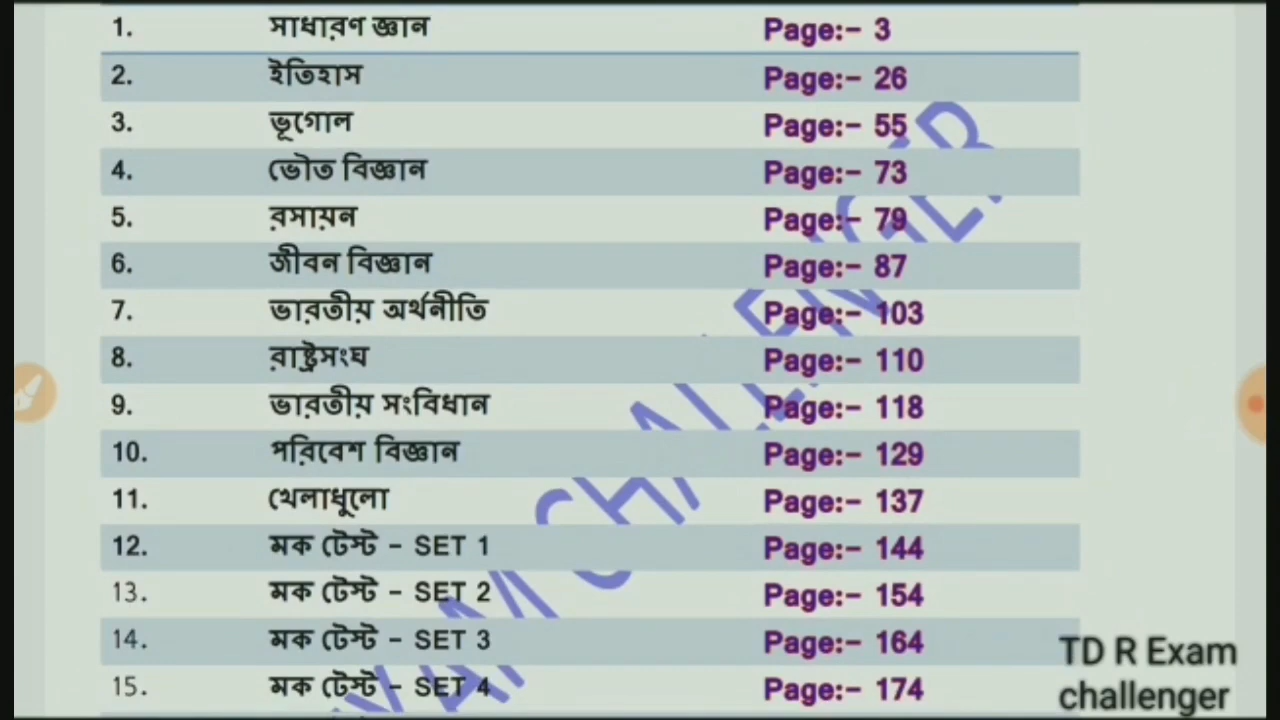 1. সাধারণ জ্ঞান Page:- 3
2. ইতিহাস Page:- 26
3. ভূগোল Page:- 55
4. ভৌত বিজ্ঞান Page:- 73
5. রসায়ন Page:- 79
6. জীবন বিজ্ঞান Page:- 87
7. ভারতীয় অর্থনীতি Page:- 103
8. রাষ্ট্রসংঘ Page:- 110
9. ভারতীয় সংবিধান Page:- 118
10. পরিবেশ বিজ্ঞান Page:- 129
11. খেলাধুলো Page:- 137
12. মক টেস্ট - SET 1 Page:- 144
13. মক টেস্ট - SET 2 Page:- 154
14. মক টেস্ট - SET 3 Page:- 164
15. মক টেস্ট - SET 4 Page:- 174
TD R Exam
challenger